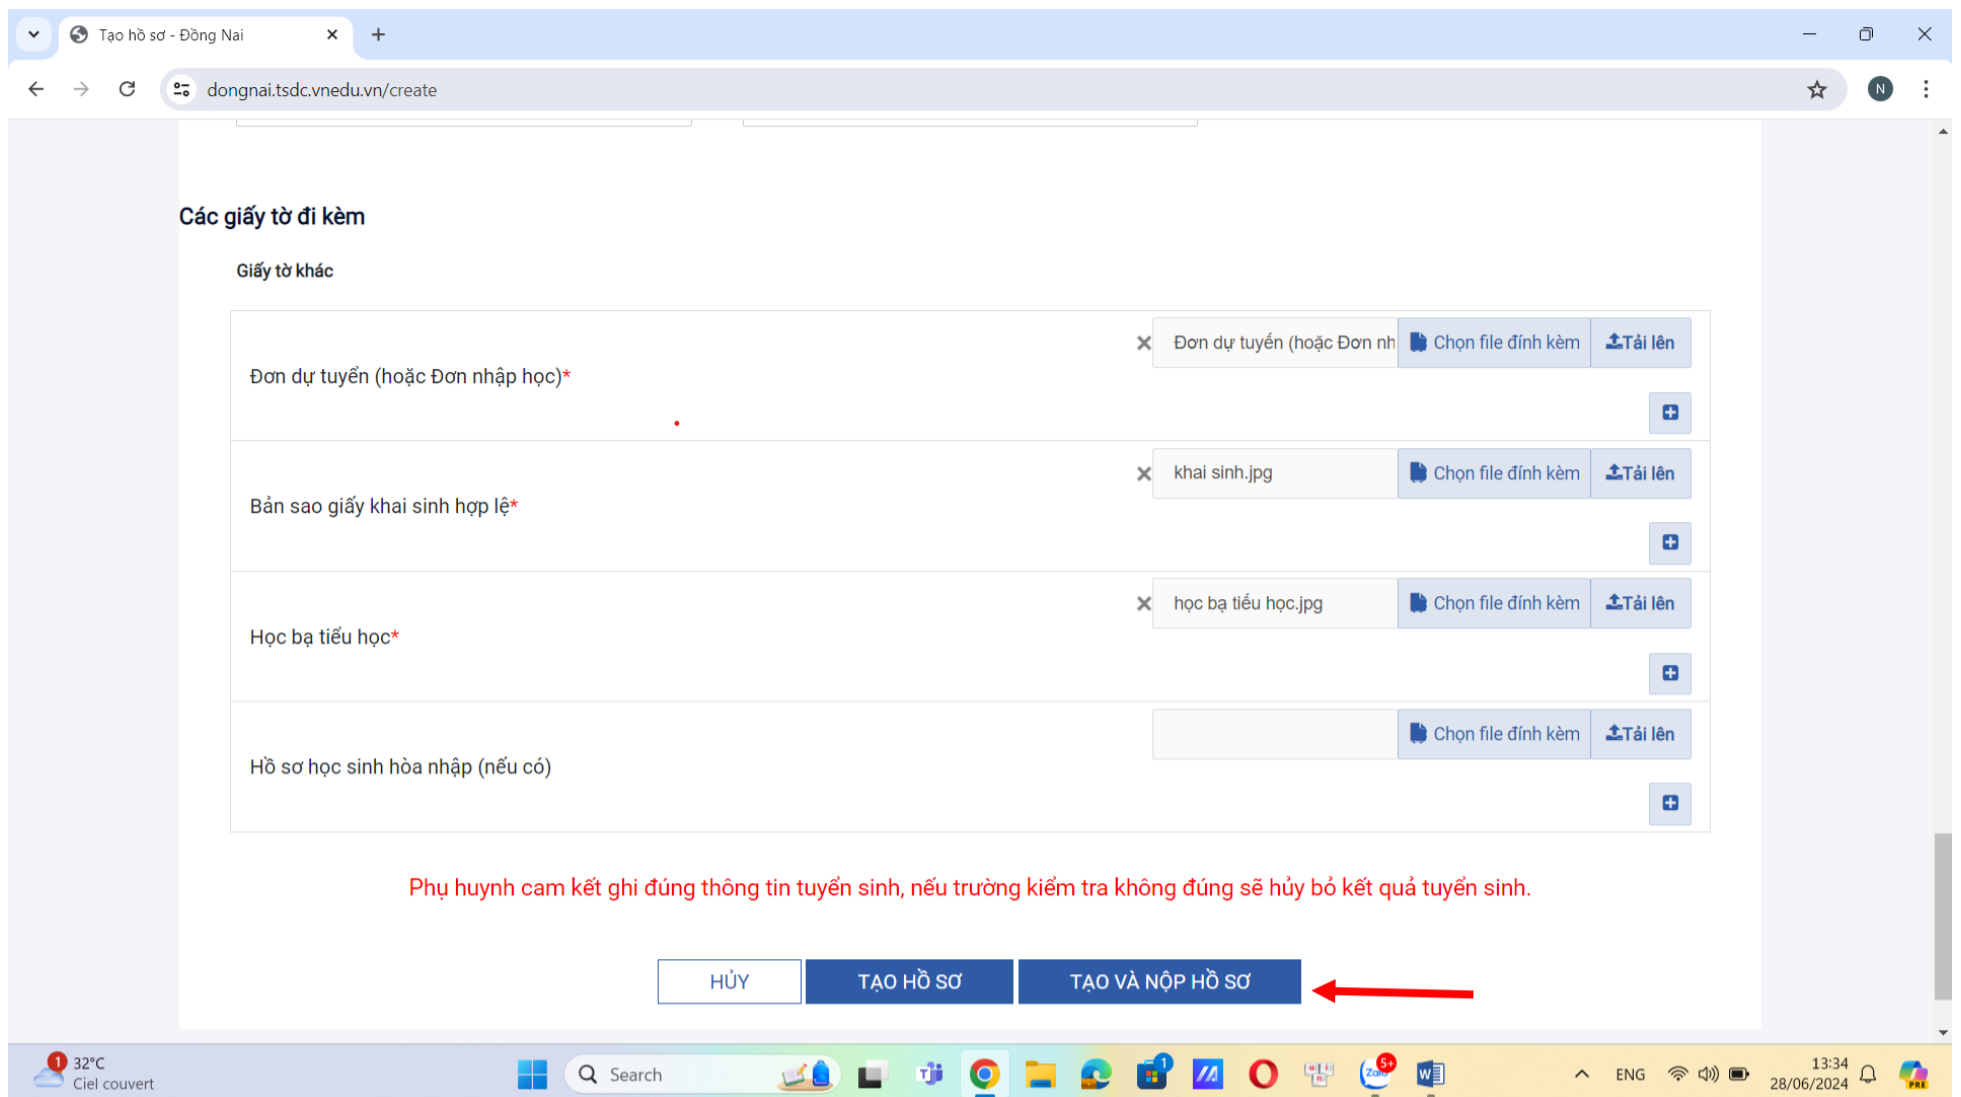 Tạo hồ sơ - Đồng Nai
dongnai.tsdc.vnedu.vn/create
N
Các giấy tờ đi kèm
Giấy tờ khác
Đơn dự tuyển (hoặc Đơn nhập học)*
Đơn dự tuyển (hoặc Đơn nh
Chọn file đính kèm
Tải lên
Bản sao giấy khai sinh hợp lệ*
khai sinh.jpg
Chọn file đính kèm
Tải lên
Học bạ tiểu học*
học bạ tiểu học.jpg
Chọn file đính kèm
Tải lên
Hồ sơ học sinh hòa nhập (nếu có)
Chọn file đính kèm
Tải lên
Phụ huynh cam kết ghi đúng thông tin tuyển sinh, nếu trường kiểm tra không đúng sẽ hủy bỏ kết quả tuyển sinh.
HỦY
TẠO HỒ SƠ
TẠO VÀ NỘP HỒ SƠ
1
32°C
Ciel couvert
Search
1
Zalo
5+
W
ENG
13:34
28/06/2024
PRE